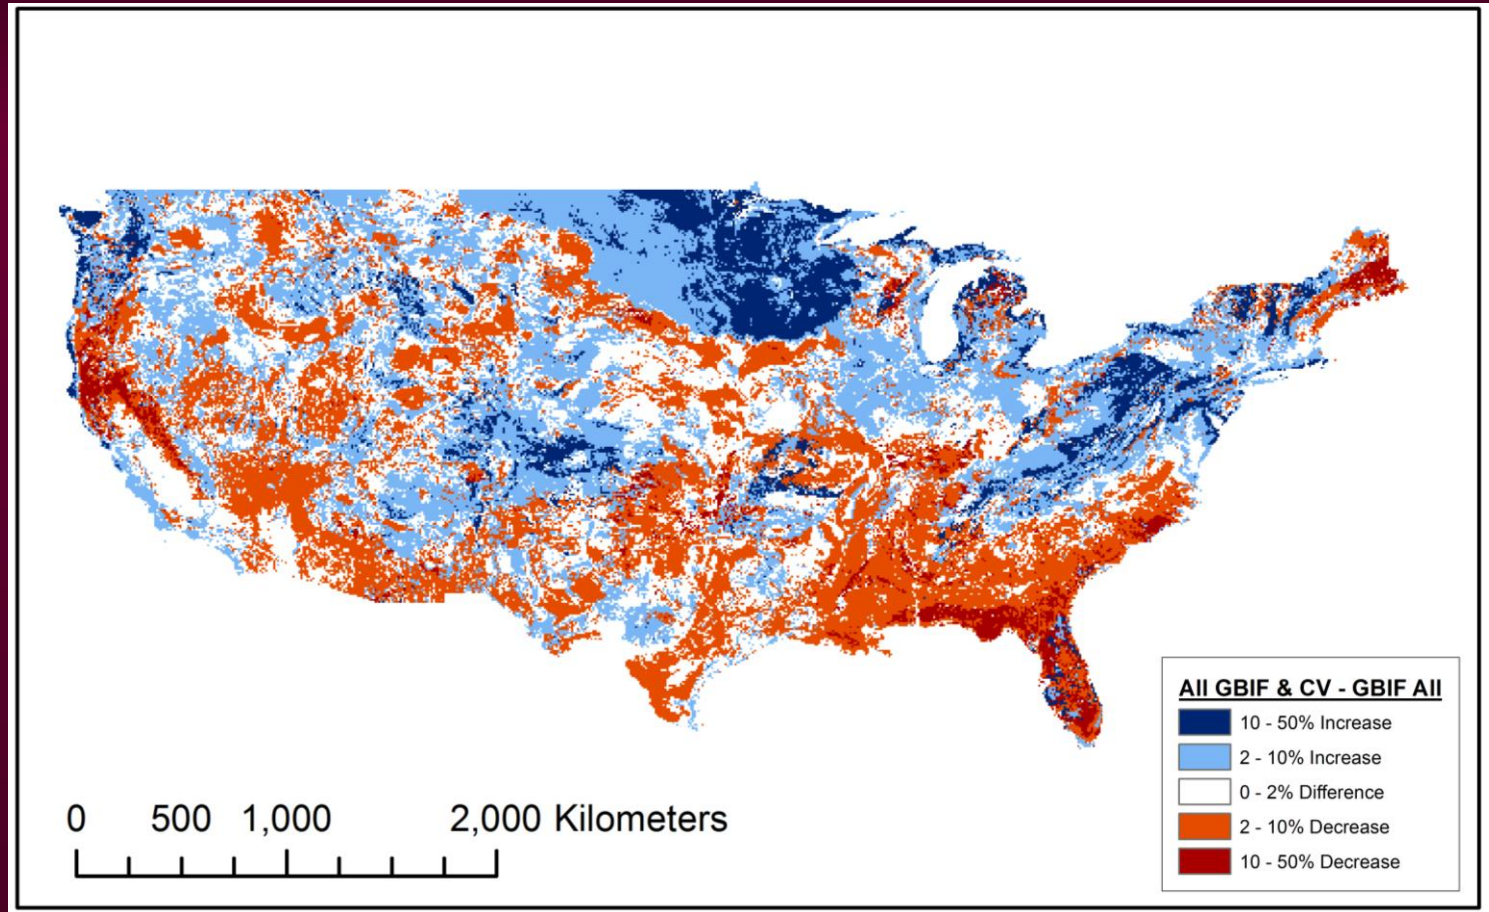 0 500 1,000 2,000 Kilometers
All GBIF & CV - GBIF All
10 - 50% Increase
2 - 10% Increase
0 - 2% Difference
2 - 10% Decrease
10 - 50% Decrease